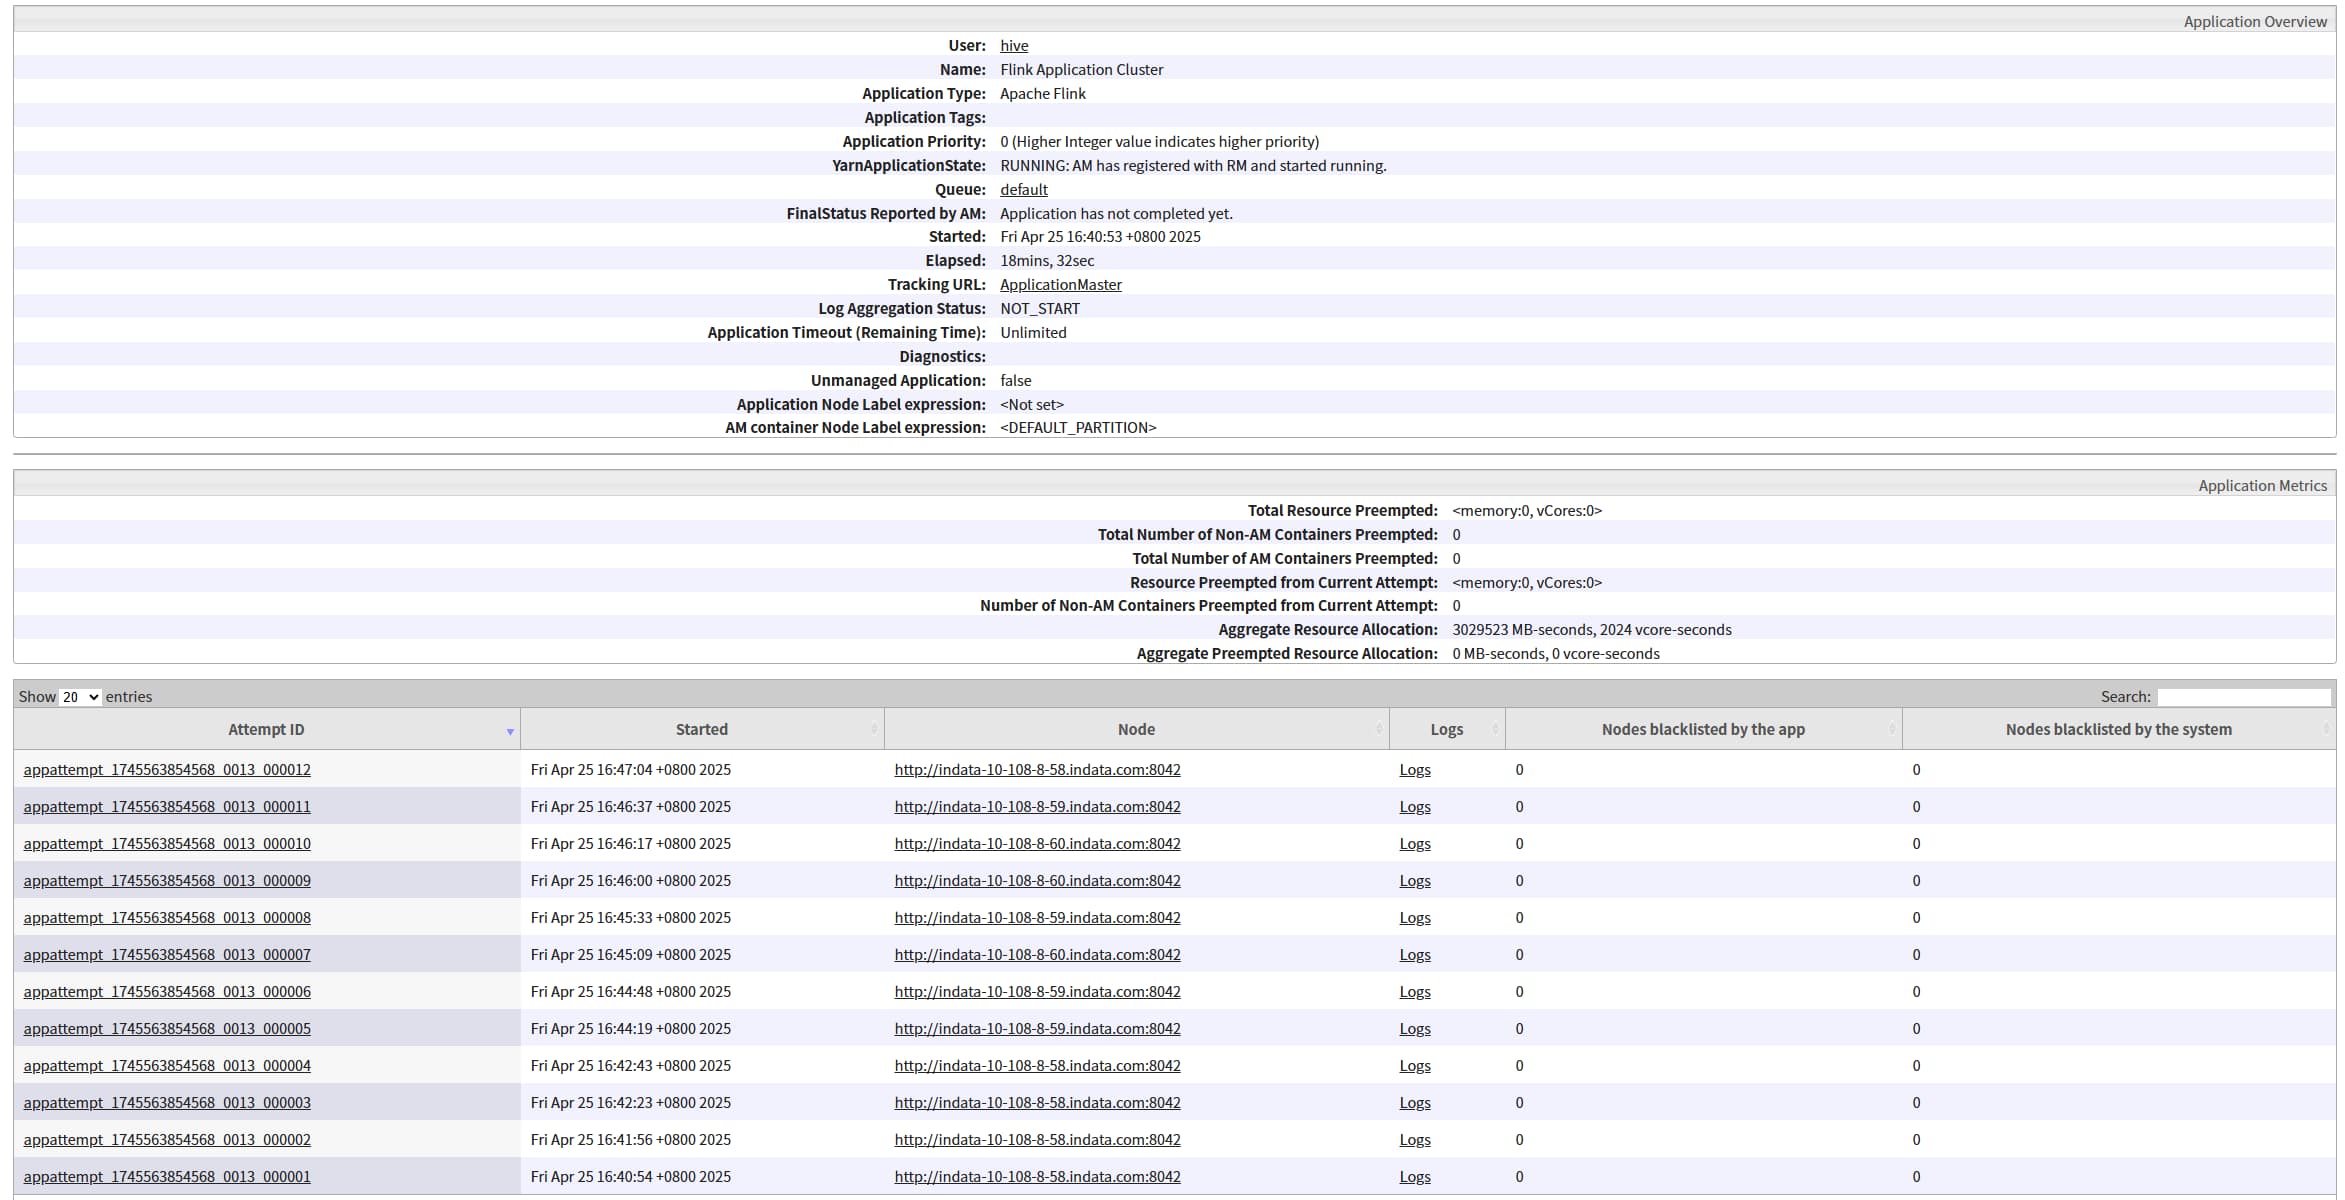 Application Overview
User: hive
Name: Flink Application Cluster
Application Type: Apache Flink
Application Tags:
Application Priority: 0 (Higher Integer value indicates higher priority)
YarnApplicationState: RUNNING: AM has registered with RM and started running.
Queue: default
FinalStatus Reported by AM: Application has not completed yet.
Started: Fri Apr 25 16:40:53 +0800 2025
Elapsed: 18mins, 32sec
Tracking URL: ApplicationMaster
Log Aggregation Status: NOT_START
Application Timeout (Remaining Time): Unlimited
Diagnostics:
Unmanaged Application: false
Application Node Label expression: <Not set>
AM container Node Label expression: <DEFAULT_PARTITION>
Application Metrics
Total Resource Preempted: <memory:0, vCores:0>
Total Number of Non-AM Containers Preempted: 0
Total Number of AM Containers Preempted: 0
Resource Preempted from Current Attempt: <memory:0, vCores:0>
Number of Non-AM Containers Preempted from Current Attempt: 0
Aggregate Resource Allocation: 3029523 MB-seconds, 2024 vcore-seconds
Aggregate Preempted Resource Allocation: 0 MB-seconds, 0 vcore-seconds
Show 20 entries Search:
Attempt ID Started Node Logs Nodes blacklisted by the app Nodes blacklisted by the system
appattempt_1745563854568_0013_000012 Fri Apr 25 16:47:04 +0800 2025 http://indata-10-108-8-58.indata.com:8042 Logs 0 0
appattempt_1745563854568_0013_000011 Fri Apr 25 16:46:37 +0800 2025 http://indata-10-108-8-59.indata.com:8042 Logs 0 0
appattempt_1745563854568_0013_000010 Fri Apr 25 16:46:17 +0800 2025 http://indata-10-108-8-60.indata.com:8042 Logs 0 0
appattempt_1745563854568_0013_000009 Fri Apr 25 16:46:00 +0800 2025 http://indata-10-108-8-60.indata.com:8042 Logs 0 0
appattempt_1745563854568_0013_000008 Fri Apr 25 16:45:33 +0800 2025 http://indata-10-108-8-59.indata.com:8042 Logs 0 0
appattempt_1745563854568_0013_000007 Fri Apr 25 16:45:09 +0800 2025 http://indata-10-108-8-60.indata.com:8042 Logs 0 0
appattempt_1745563854568_0013_000006 Fri Apr 25 16:44:48 +0800 2025 http://indata-10-108-8-59.indata.com:8042 Logs 0 0
appattempt_1745563854568_0013_000005 Fri Apr 25 16:44:19 +0800 2025 http://indata-10-108-8-59.indata.com:8042 Logs 0 0
appattempt_1745563854568_0013_000004 Fri Apr 25 16:42:43 +0800 2025 http://indata-10-108-8-58.indata.com:8042 Logs 0 0
appattempt_1745563854568_0013_000003 Fri Apr 25 16:42:23 +0800 2025 http://indata-10-108-8-58.indata.com:8042 Logs 0 0
appattempt_1745563854568_0013_000002 Fri Apr 25 16:41:56 +0800 2025 http://indata-10-108-8-58.indata.com:8042 Logs 0 0
appattempt_1745563854568_0013_000001 Fri Apr 25 16:40:54 +0800 2025 http://indata-10-108-8-58.indata.com:8042 Logs 0 0